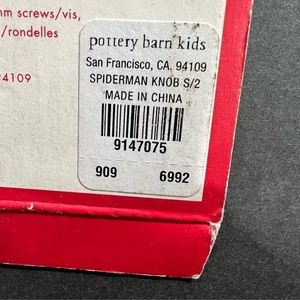 mm screws/vis,
/rondelles
94109
pottery barn kids
San Francisco, CA. 94109
SPIDERMAN KNOB S/2
MADE IN CHINA
9147075
909 6992